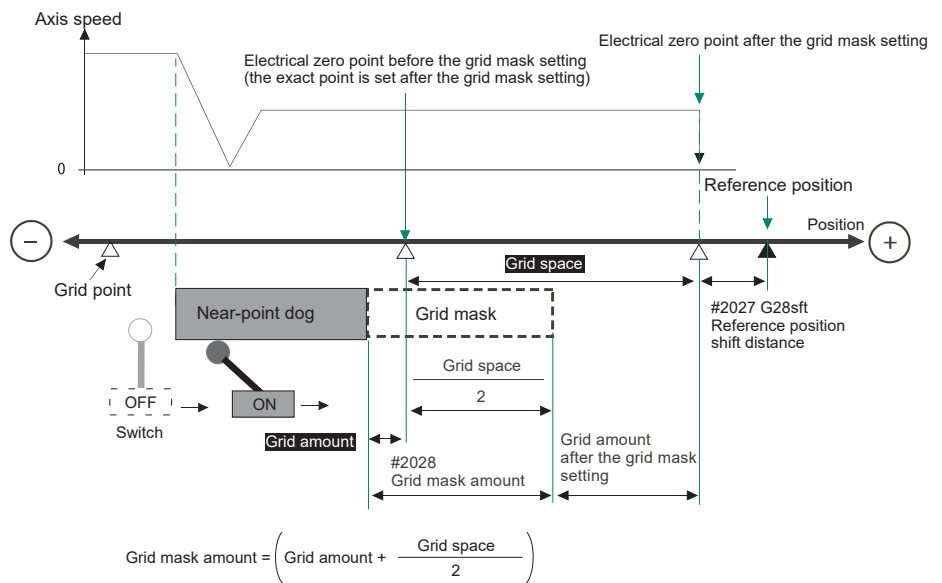 Axis speed
Electrical zero point after the grid mask setting
Electrical zero point before the grid mask setting
(the exact point is set after the grid mask setting)
0
Reference position
Position
−
+
Grid space
Grid point
#2027 G28sft
Reference position
shift distance
Near-point dog
Grid mask
Grid space
2
OFF
ON
Switch
Grid amount
#2028
Grid mask amount
Grid amount
after the grid mask
setting
Grid mask amount = ( Grid amount + Grid space
2 )